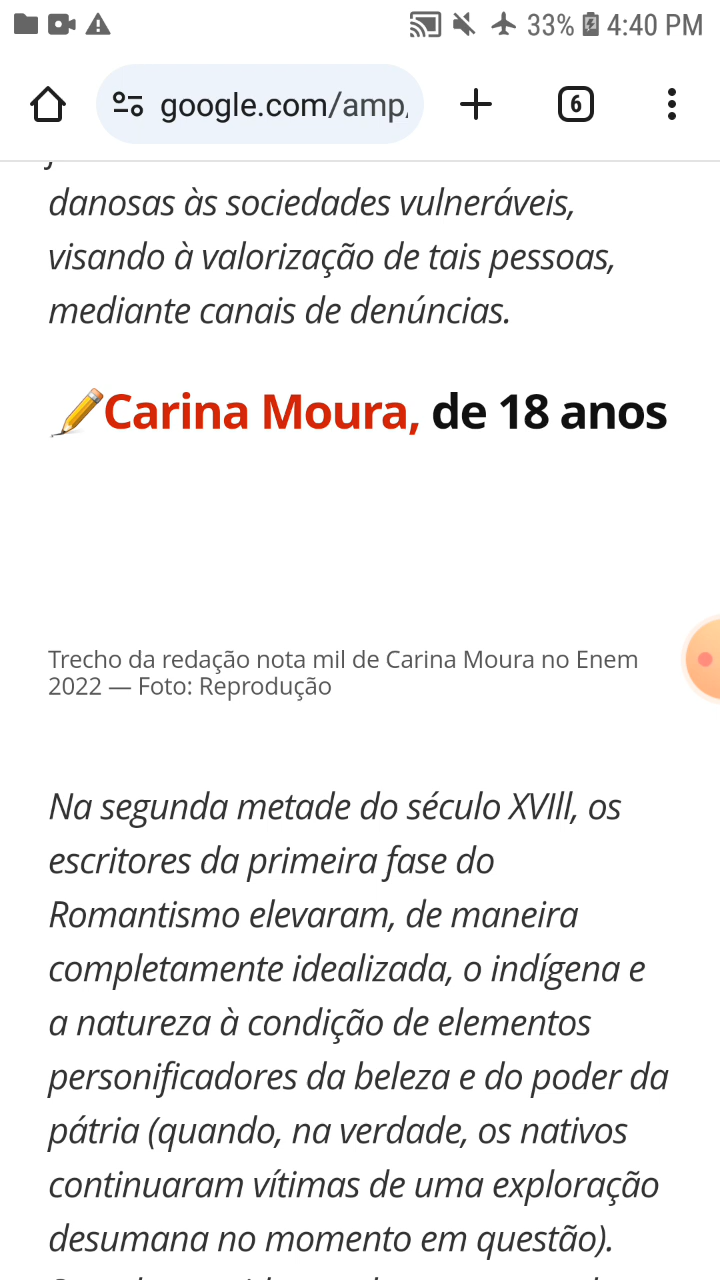 33% 4:40 PM
google.com/amp
6
danosas às sociedades vulneráveis,
visando à valorização de tais pessoas,
mediante canais de denúncias.
Carina Moura, de 18 anos
Trecho da redação nota mil de Carina Moura no Enem
2022 — Foto: Reprodução
Na segunda metade do século XVIll, os
escritores da primeira fase do
Romantismo elevaram, de maneira
completamente idealizada, o indígena e
a natureza à condição de elementos
personificadores da beleza e do poder da
pátria (quando, na verdade, os nativos
continuaram vítimas de uma exploração
desumana no momento em questão).